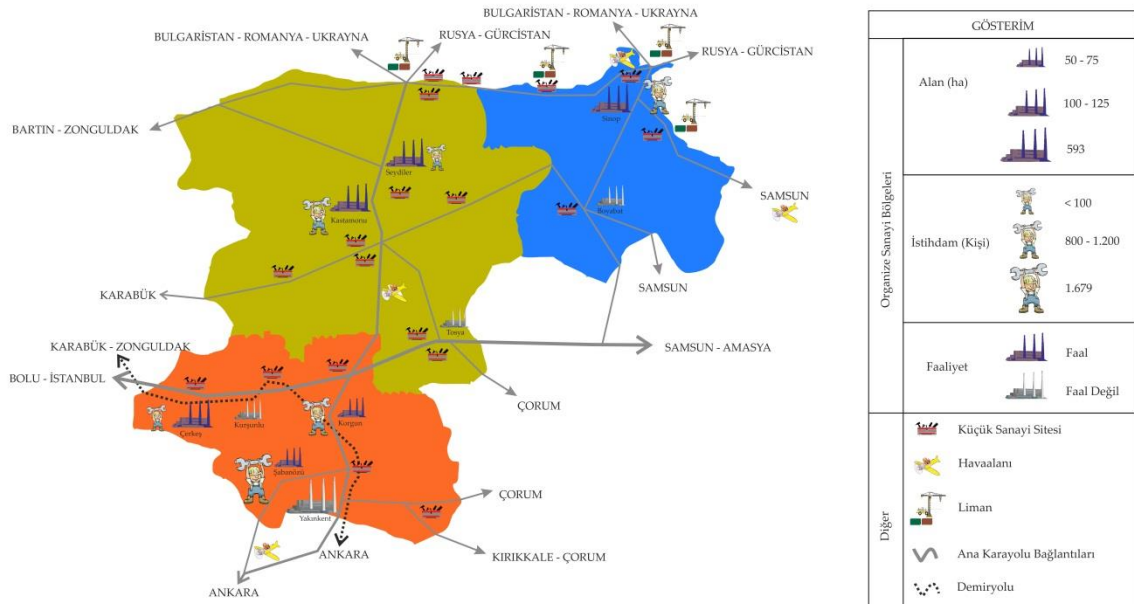 BULGARİSTAN - ROMANYA - UKRAYNA
BULGARİSTAN - ROMANYA - UKRAYNA
RUSYA - GÜRCİSTAN
RUSYA - GÜRCİSTAN
BARTIN - ZONGULDAK
Sinop
Seydiler
SAMSUN
Kastamonu
Boyabat
SAMSUN
KARABÜK
Tosya
KARABÜK - ZONGULDAK
SAMSUN - AMASYA
BOLU - İSTANBUL
ÇORUM
Çerkeş
Kurşunlu
Korgun
Şabanözü
ÇORUM
Yakınkent
ANKARA
KIRIKKALE - ÇORUM
ANKARA
GÖSTERİM
Organize Sanayi Bölgeleri
Alan (ha)
50 - 75
100 - 125
593
İstihdam (Kişi)
< 100
800 - 1.200
1.679
Faaliyet
Faal
Faal Değil
Diğer
Küçük Sanayi Sitesi
Havaalanı
Liman
Ana Karayolu Bağlantıları
Demiryolu